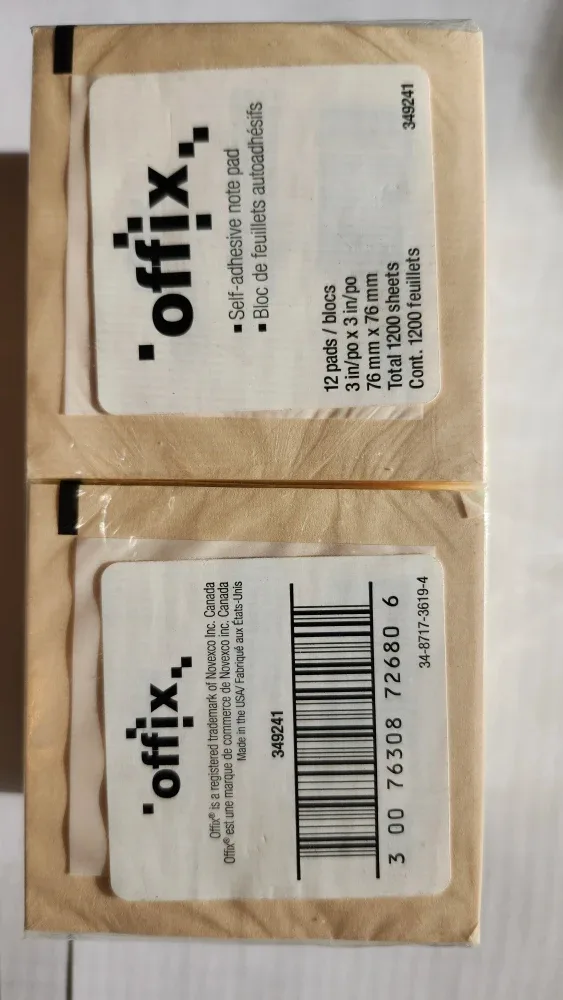 offix
▪ Self-adhesive note pad
▪ Bloc de feuillets autoadhésifs
12 pads / blocs
3 in/po x 3 in/po
76 mm x 76 mm
Total 1200 sheets
Cont. 1200 feuillets
349241
offix
Offix® is a registered trademark of Novexco Inc. Canada
Offix® est une marque de commerce de Novexco inc. Canada
Made in the USA/ Fabriqué aux États-Unis
349241
3 00 76308 72680 6
34-8717-3619-4